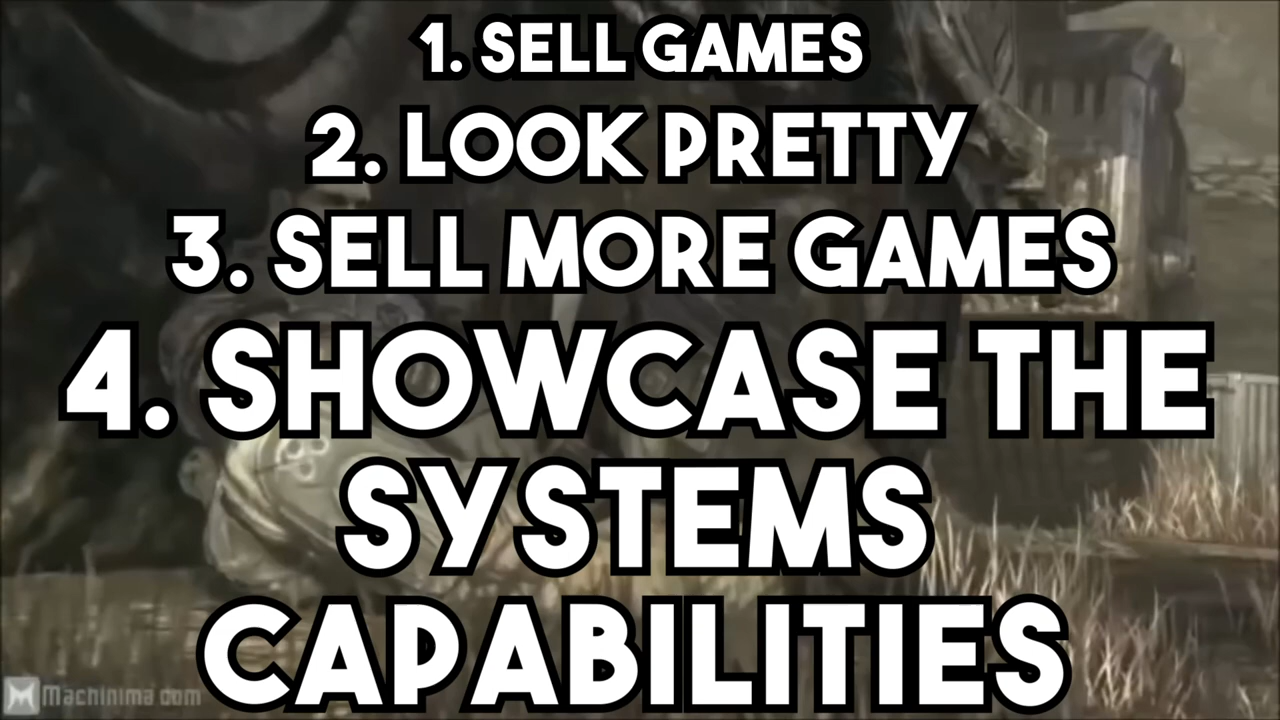 1. SELL GAMES
2. LOOK PRETTY
3. SELL MORE GAMES
4. SHOWCASE THE
SYSTEMS
CAPABILITIES
Machinima.com